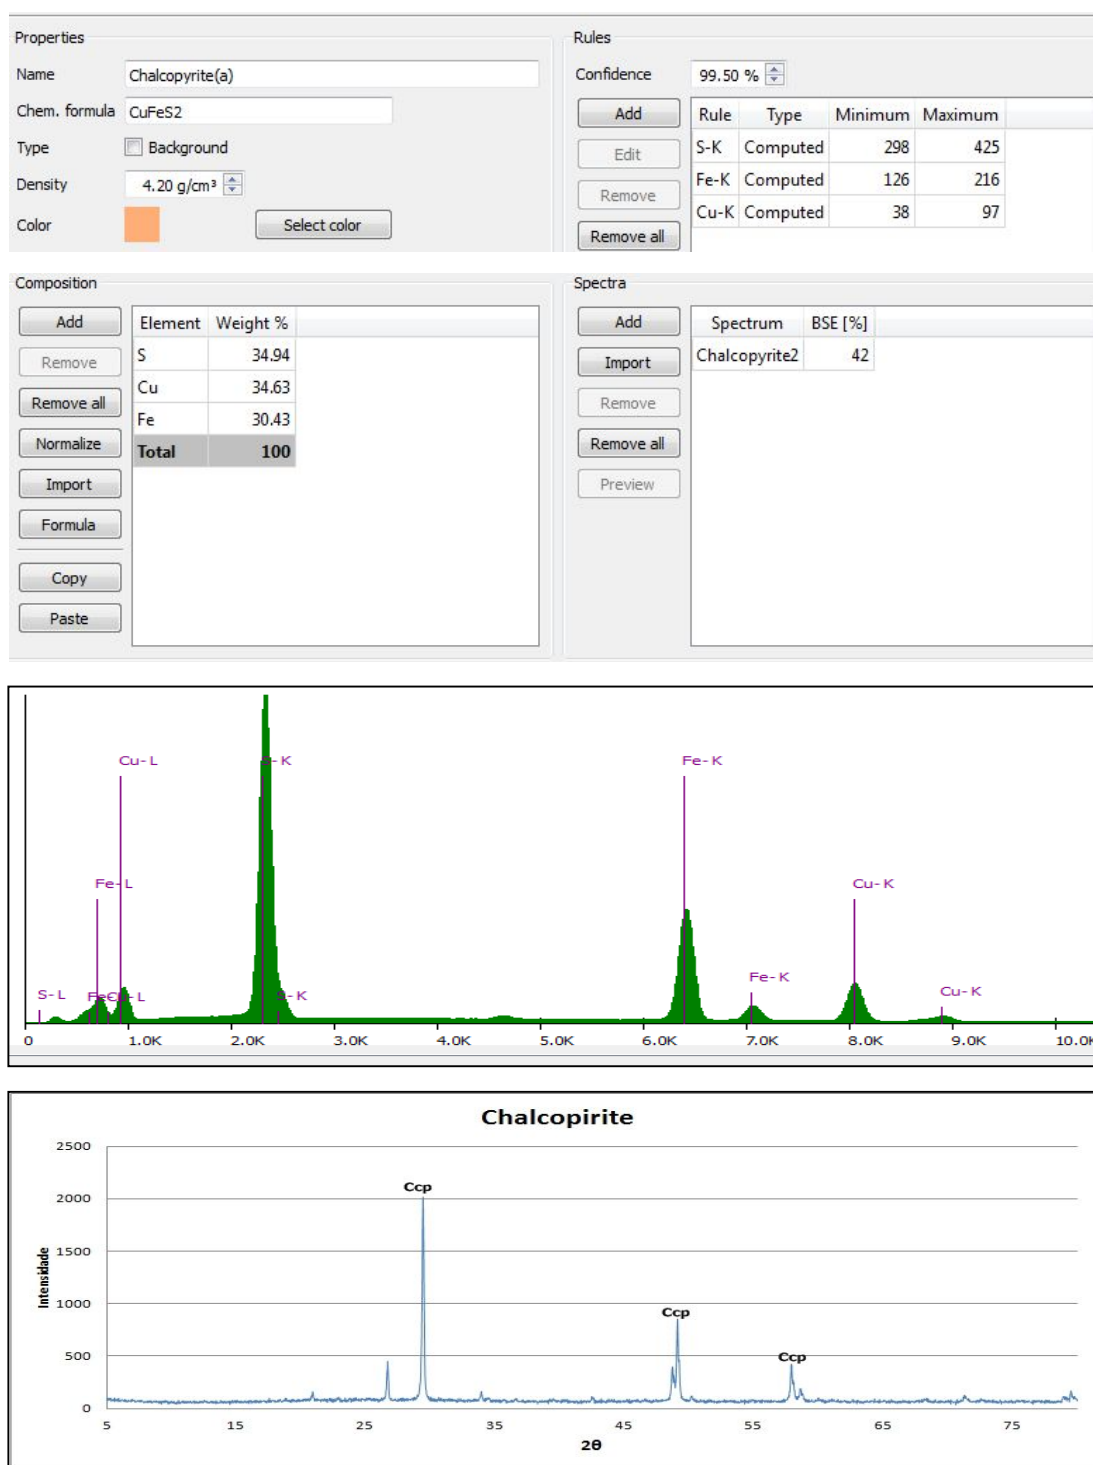 Properties
Name Chalcopyrite(a)
Chem. formula CuFeS2
Type Background
Density 4.20 g/cm³
Color Select color
Rules
Confidence 99.50 %
Add
Edit
Remove
Remove all
Rule Type Minimum Maximum
S-K Computed 298 425
Fe-K Computed 126 216
Cu-K Computed 38 97
Composition
Add
Remove
Remove all
Normalize
Import
Formula
Copy
Paste
Element Weight %
S 34.94
Cu 34.63
Fe 30.43
Total 100
Spectra
Add
Import
Remove
Remove all
Preview
Spectrum BSE [%]
Chalcopyrite2 42
Cu-L S-K Fe-K
Fe-L Cu-K
Fe-K
S-L Fe-L Cu-L S-K Cu-K
0 1.0K 2.0K 3.0K 4.0K 5.0K 6.0K 7.0K 8.0K 9.0K 10.0K
Chalcopirite
2500
2000
1500
1000
500
0
Intensidade
Ccp
Ccp
Ccp
5 15 25 35 45 55 65 75
2θ